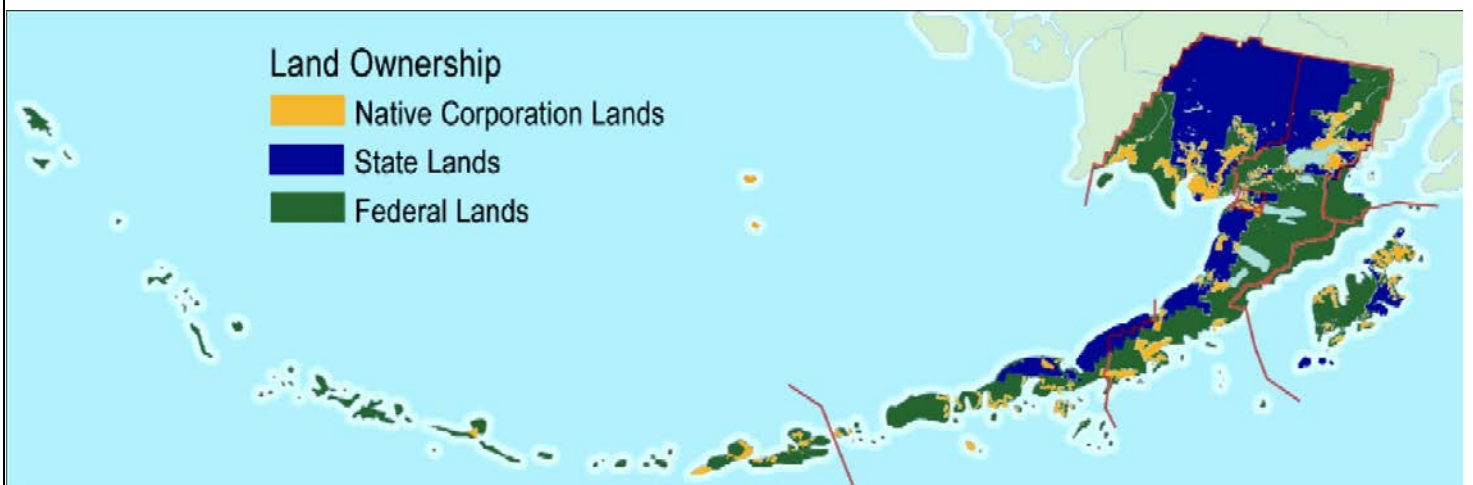 Land Ownership
Native Corporation Lands
State Lands
Federal Lands